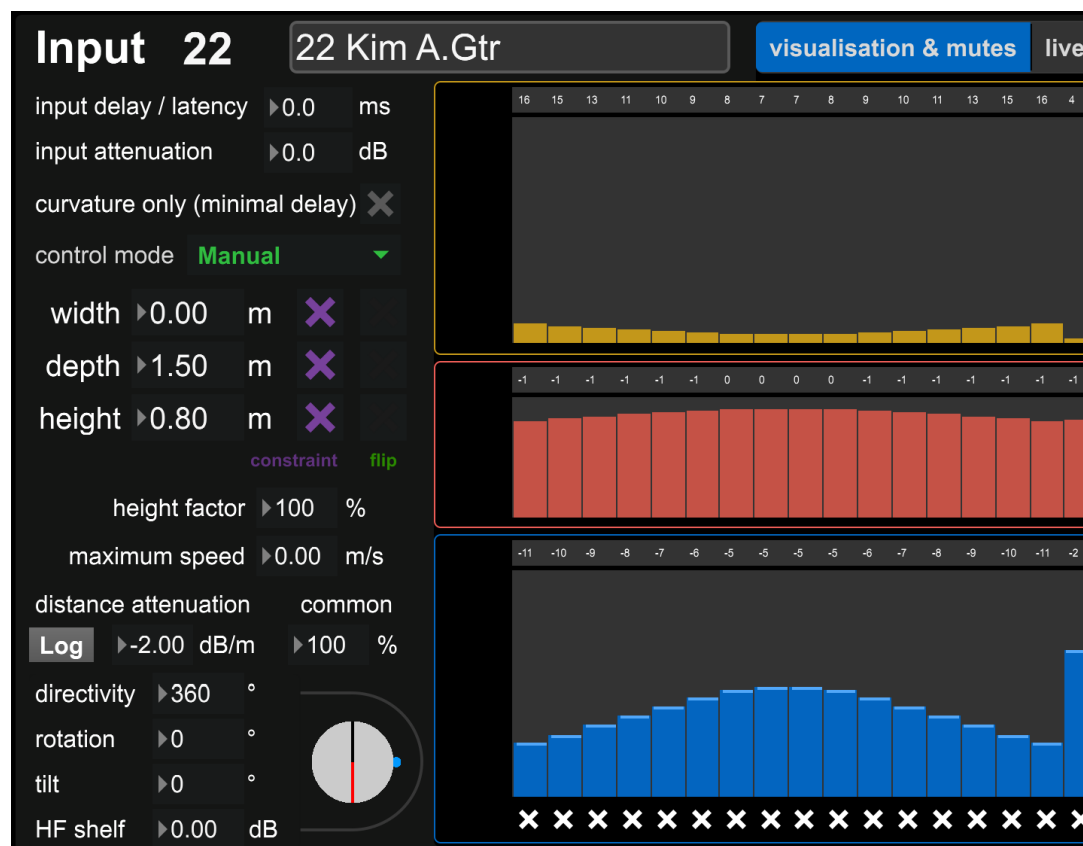 Input 22 22 Kim A.Gtr visualisation & mutes live
input delay / latency 0.0 ms
input attenuation 0.0 dB
curvature only (minimal delay)
control mode Manual
width 0.00 m
depth 1.50 m
height 0.80 m
constraint flip
height factor 100 %
maximum speed 0.00 m/s
distance attenuation common
Log -2.00 dB/m 100 %
directivity 360 °
rotation 0 °
tilt 0 °
HF shelf 0.00 dB
16 15 13 11 10 9 8 7 7 8 9 10 11 13 15 16 4
-1 -1 -1 -1 -1 -1 0 0 0 0 -1 -1 -1 -1 -1 -1 -1
-11 -10 -9 -8 -7 -6 -5 -5 -5 -5 -6 -7 -8 -9 -10 -11 -2